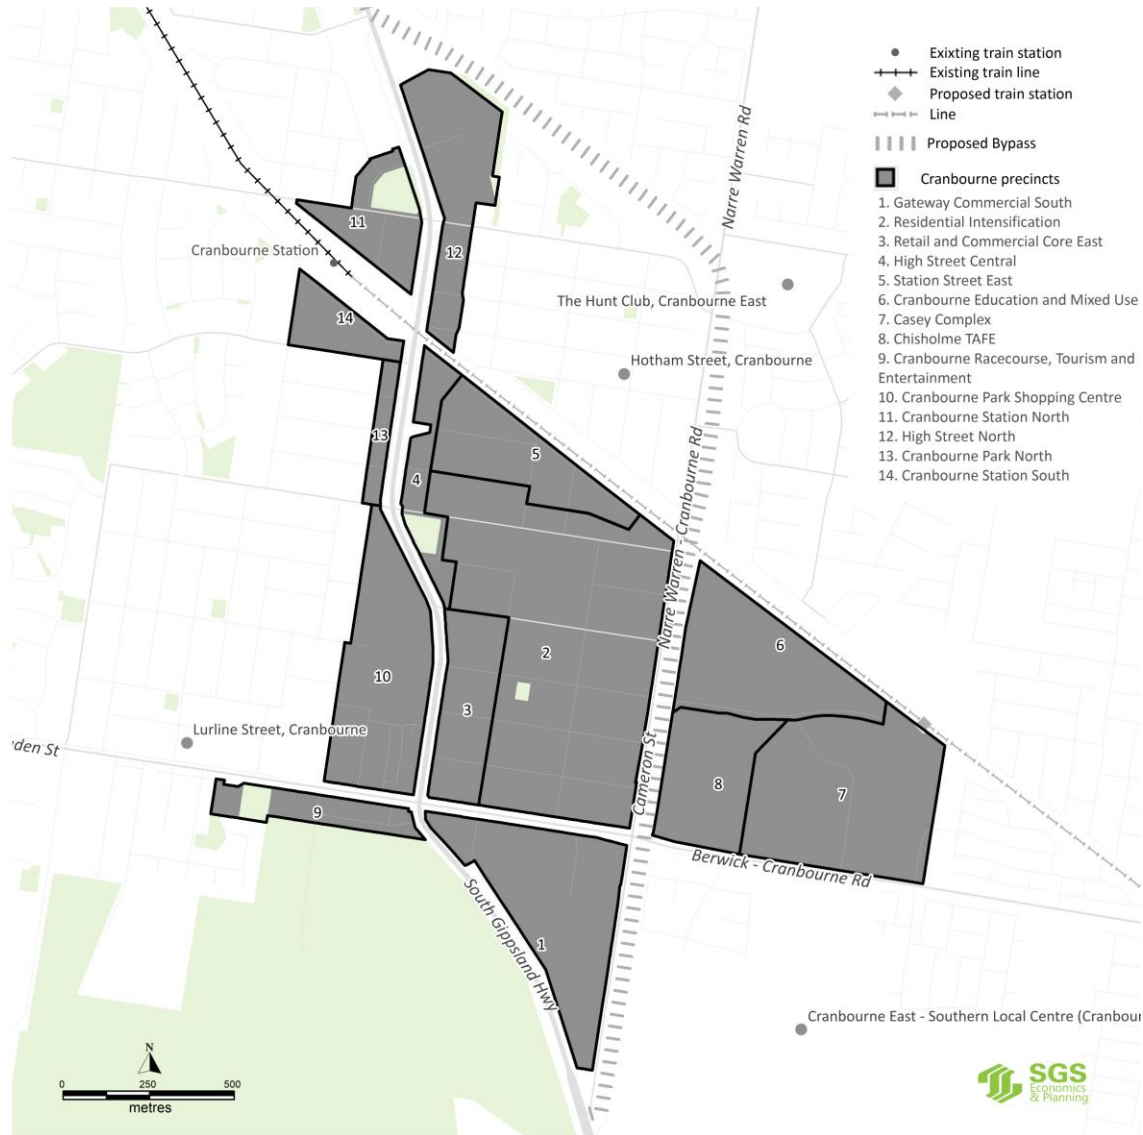 Exixting train station
Existing train line
Proposed train station
Line
Proposed Bypass
Cranbourne precincts
1. Gateway Commercial South
2. Residential Intensification
3. Retail and Commercial Core East
4. High Street Central
5. Station Street East
6. Cranbourne Education and Mixed Use
7. Casey Complex
8. Chisholme TAFE
9. Cranbourne Racecourse, Tourism and
Entertainment
10. Cranbourne Park Shopping Centre
11. Cranbourne Station North
12. High Street North
13. Cranbourne Park North
14. Cranbourne Station South
Narre Warren Rd
11
12
Cranbourne Station
The Hunt Club, Cranbourne East
14
Hotham Street, Cranbourne
13
5
4
Narre Warren - Cranbourne Rd
6
2
10
3
Lurline Street, Cranbourne
den St
Cameron St
8
7
9
Berwick - Cranbourne Rd
South Gippsland Hwy
1
Cranbourne East - Southern Local Centre (Cranbour
N
0 250 500
metres
SGS
Economics
& Planning